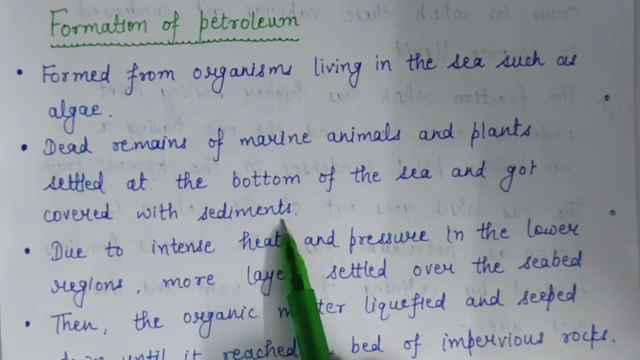 Formation of petroleum
• Formed from organisms living in the sea such as
algae.
• Dead remains of marine animals and plants
settled at the bottom of the sea and got
covered with sediments.
• Due to intense heat and pressure in the lower
regions, more settled over the seabed
• Then, the organic liquefied and seeped
until it reached bed of impervious rocks.